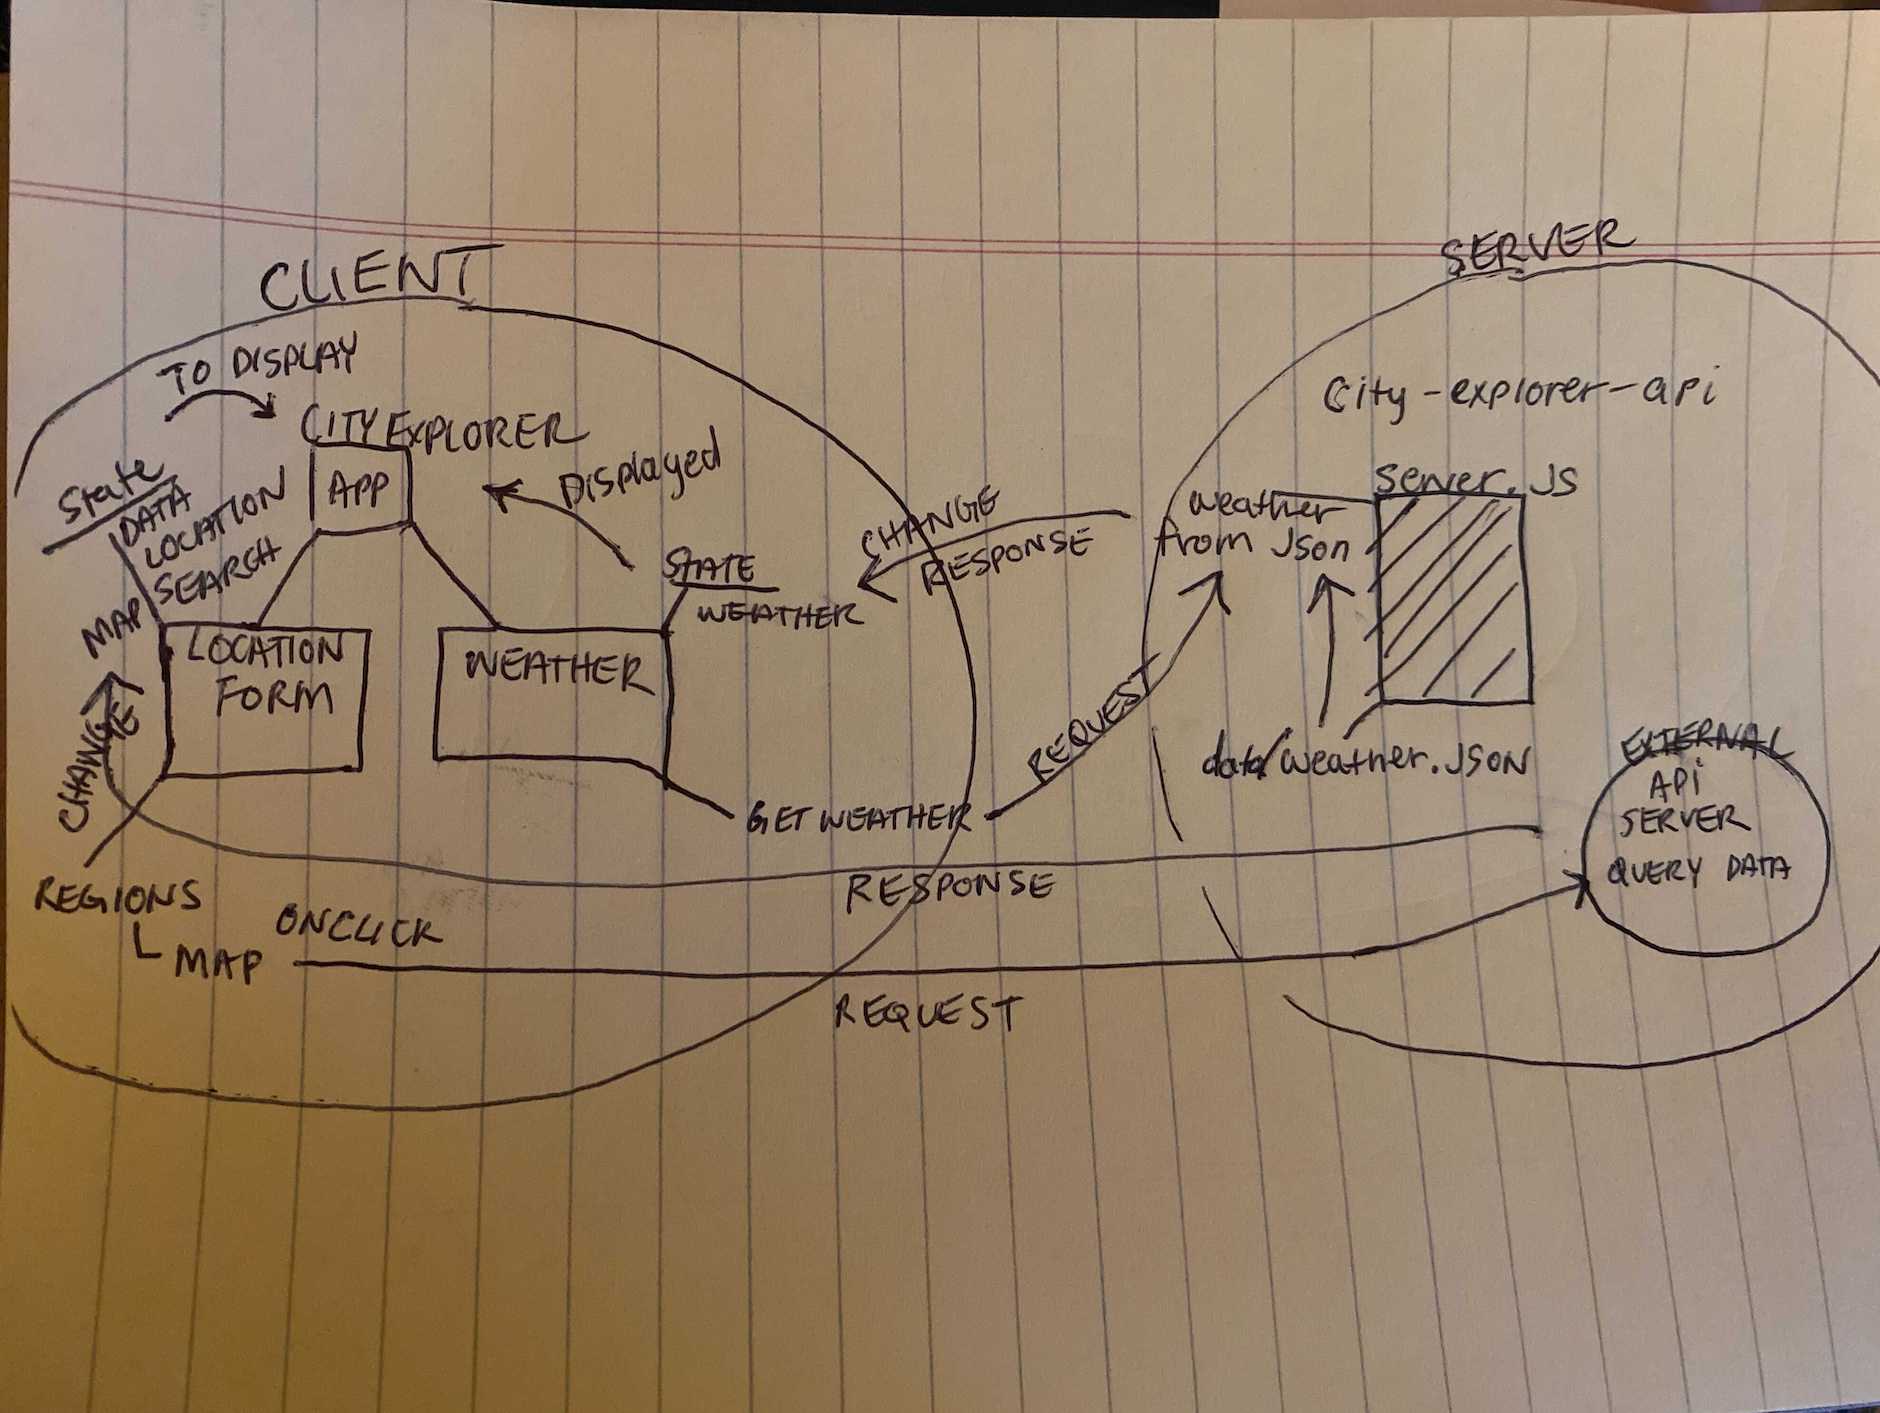 CLIENT
SERVER
TO DISPLAY
CITY EXPLORER
APP
State
DATA
LOCATION
SEARCH
MAP
CHANGE
LOCATION
FORM
Displayed
STATE
WEATHER
WEATHER
GET WEATHER
CHANGE
RESPONSE
REQUEST
City-explorer-api
Server.JS
weather
from Json
data/weather.JSON
EXTERNAL
APi
SERVER
QUERY DATA
RESPONSE
REGIONS
ONCLICK
MAP
REQUEST